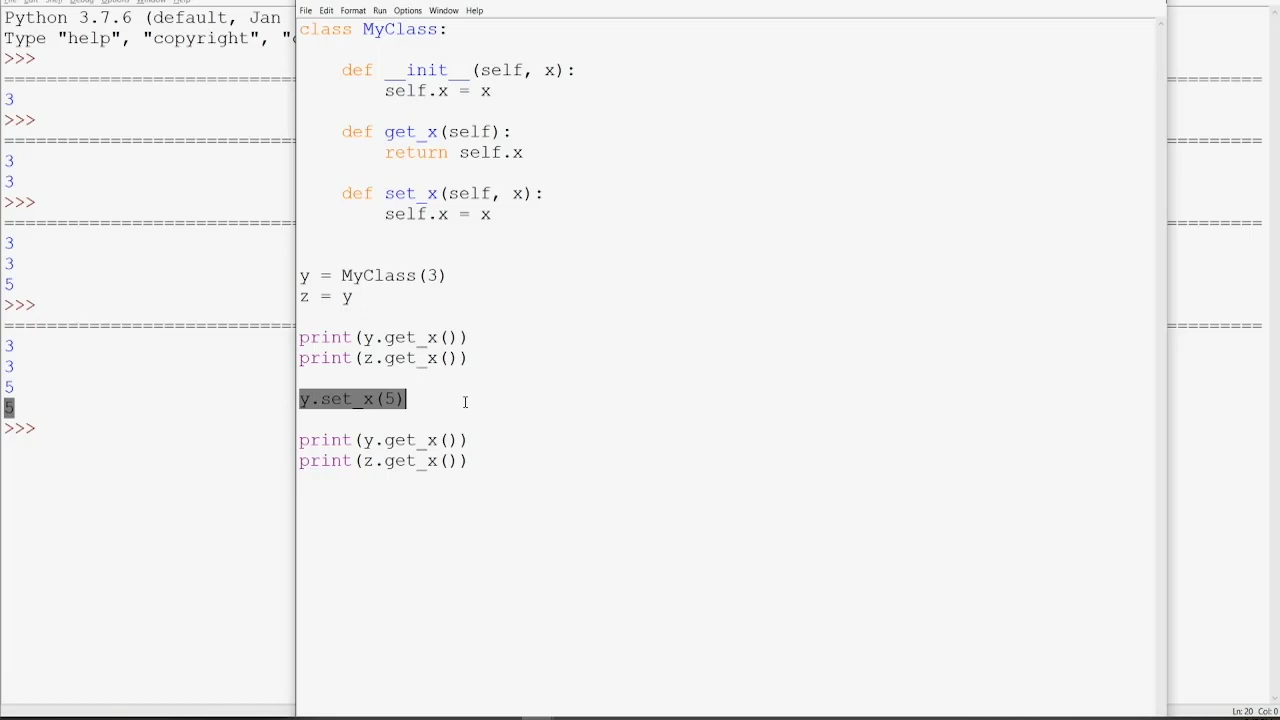 File Edit Shell Debug Options Window Help
Python 3.7.6 (default, Jan
Type "help", "copyright", "
>>>
==========================
3
>>>
==========================
3
3
>>>
==========================
3
3
5
>>>
==========================
3
3
5
5
>>>
File Edit Format Run Options Window Help
class MyClass:
    def __init__(self, x):
        self.x = x
    def get_x(self):
        return self.x
    def set_x(self, x):
        self.x = x
y = MyClass(3)
z = y
print(y.get_x())
print(z.get_x())
y.set_x(5)
print(y.get_x())
print(z.get_x())
=========
=========
=========
=========
Ln: 20 Col: 0